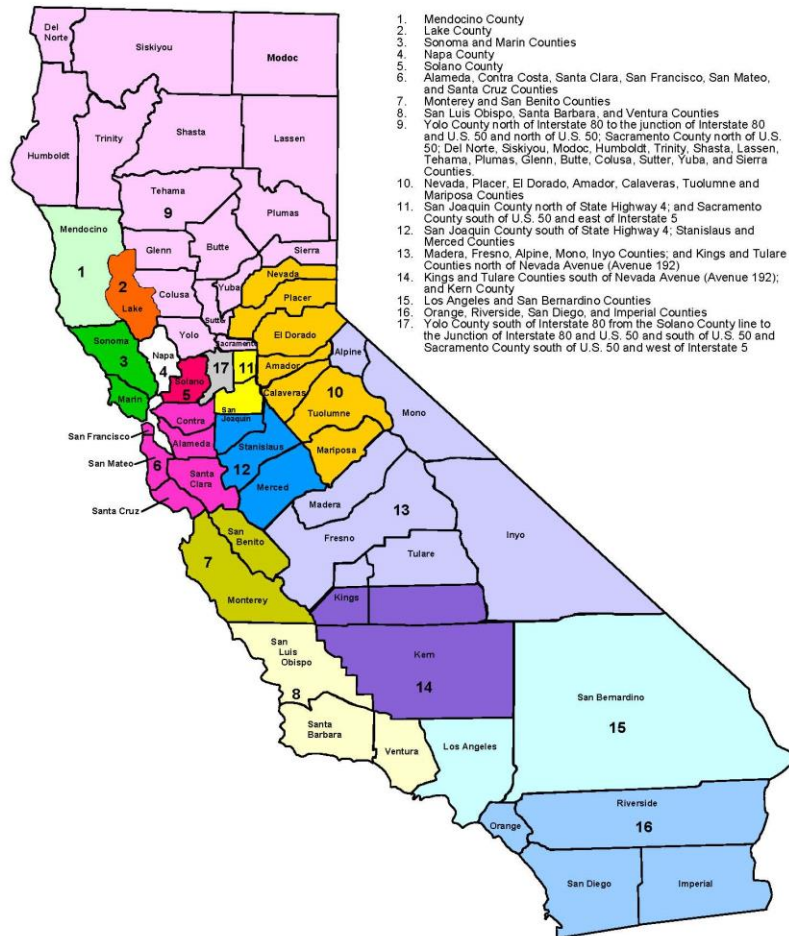 1. Mendocino County
2. Lake County
3. Sonoma and Marin Counties
4. Napa County
5. Solano County
6. Alameda, Contra Costa, Santa Clara, San Francisco, San Mateo,
and Santa Cruz Counties
7. Monterey and San Benito Counties
8. San Luis Obispo, Santa Barbara, and Ventura Counties
9. Yolo County north of Interstate 80 to the junction of Interstate 80
and U.S. 50 and north of U.S. 50; Sacramento County north of U.S.
50; Del Norte, Siskiyou, Modoc, Humboldt, Trinity, Shasta, Lassen,
Tehama, Plumas, Glenn, Butte, Colusa, Sutter, Yuba, and Sierra
Counties.
10. Nevada, Placer, El Dorado, Amador, Calaveras, Tuolumne and
Mariposa Counties
11. San Joaquin County north of State Highway 4; and Sacramento
County south of U.S. 50 and east of Interstate 5
12. San Joaquin County south of State Highway 4; Stanislaus and
Merced Counties
13. Madera, Fresno, Alpine, Mono, Inyo Counties; and Kings and Tulare
Counties north of Nevada Avenue (Avenue 192)
14. Kings and Tulare Counties south of Nevada Avenue (Avenue 192);
and Kern County
15. Los Angeles and San Bernardino Counties
16. Orange, Riverside, San Diego, and Imperial Counties
17. Yolo County south of Interstate 80 from the Solano County line to
the Junction of Interstate 80 and U.S. 50 and south of U.S. 50 and
Sacramento County south of U.S. 50 and west of Interstate 5
Del
Norte
Siskiyou
Modoc
Humboldt
Trinity
Shasta
Lassen
Tehama
9
Plumas
Mendocino
1
Glenn
Butte
Sierra
2
Lake
Colusa
Yuba
Sutter
Nevada
Placer
Yolo
Sacramento
El Dorado
Sonoma
3
Napa
4
Solano
5
17
11
Amador
Alpine
Marin
Calaveras
10
Tuolumne
Mono
San
Joaquin
San Francisco
Contra
Alameda
Stanislaus
12
Mariposa
San Mateo
6
Santa
Clara
Merced
Santa Cruz
Madera
13
Inyo
7
San
Benito
Fresno
Tulare
Monterey
Kings
San
Luis
Obispo
8
Kern
14
Santa
Barbara
Ventura
Los Angeles
San Bernardino
15
Orange
Riverside
16
San Diego
Imperial